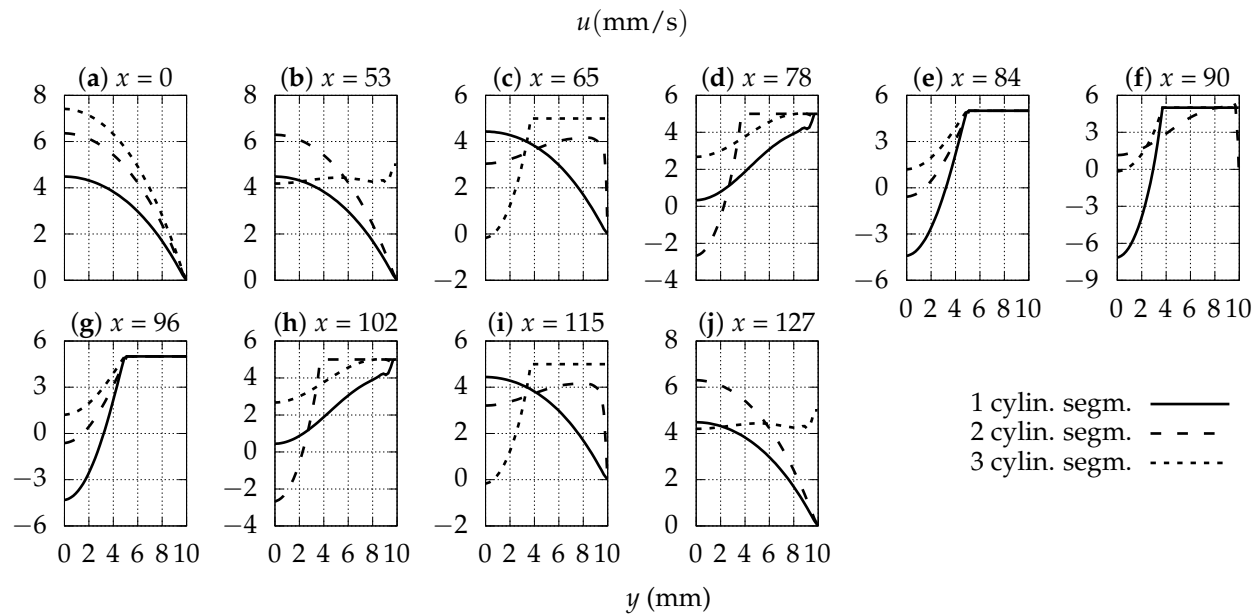 u(mm/s)
(a) x = 0
(b) x = 53
(c) x = 65
(d) x = 78
(e) x = 84
(f) x = 90
8
6
4
2
0
8
6
4
2
0
6
4
2
0
−2
6
4
2
0
−2
−4
6
3
0
−3
−6
0 2 4 6 8 10
6
3
0
−3
−6
−9
0 2 4 6 8 10
(g) x = 96
(h) x = 102
(i) x = 115
(j) x = 127
6
3
0
−3
−6
0 2 4 6 8 10
6
4
2
0
−2
−4
0 2 4 6 8 10
6
4
2
0
−2
0 2 4 6 8 10
8
6
4
2
0
0 2 4 6 8 10
1 cylin. segm.
2 cylin. segm.
3 cylin. segm.
y (mm)